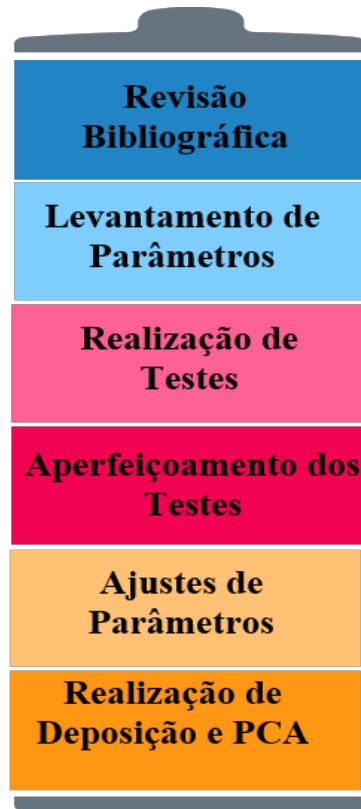 Revisão
Bibliográfica
Levantamento de
Parâmetros
Realização de
Testes
Aperfeiçoamento dos
Testes
Ajustes de
Parâmetros
Realização de
Deposição e PCA